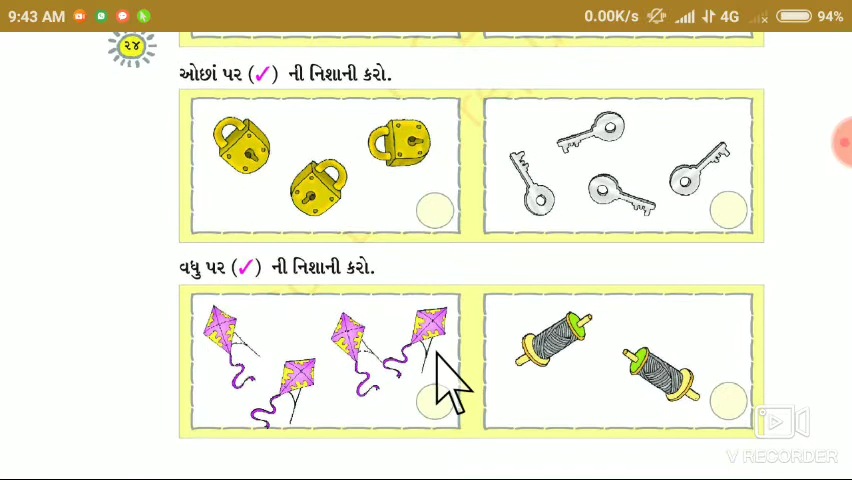 9:43 AM
0.00K/s 4G 94%
૨૪
ઓછાં પર (✓) ની નિશાની કરો.
વધુ પર (✓) ની નિશાની કરો.
V RECORDER